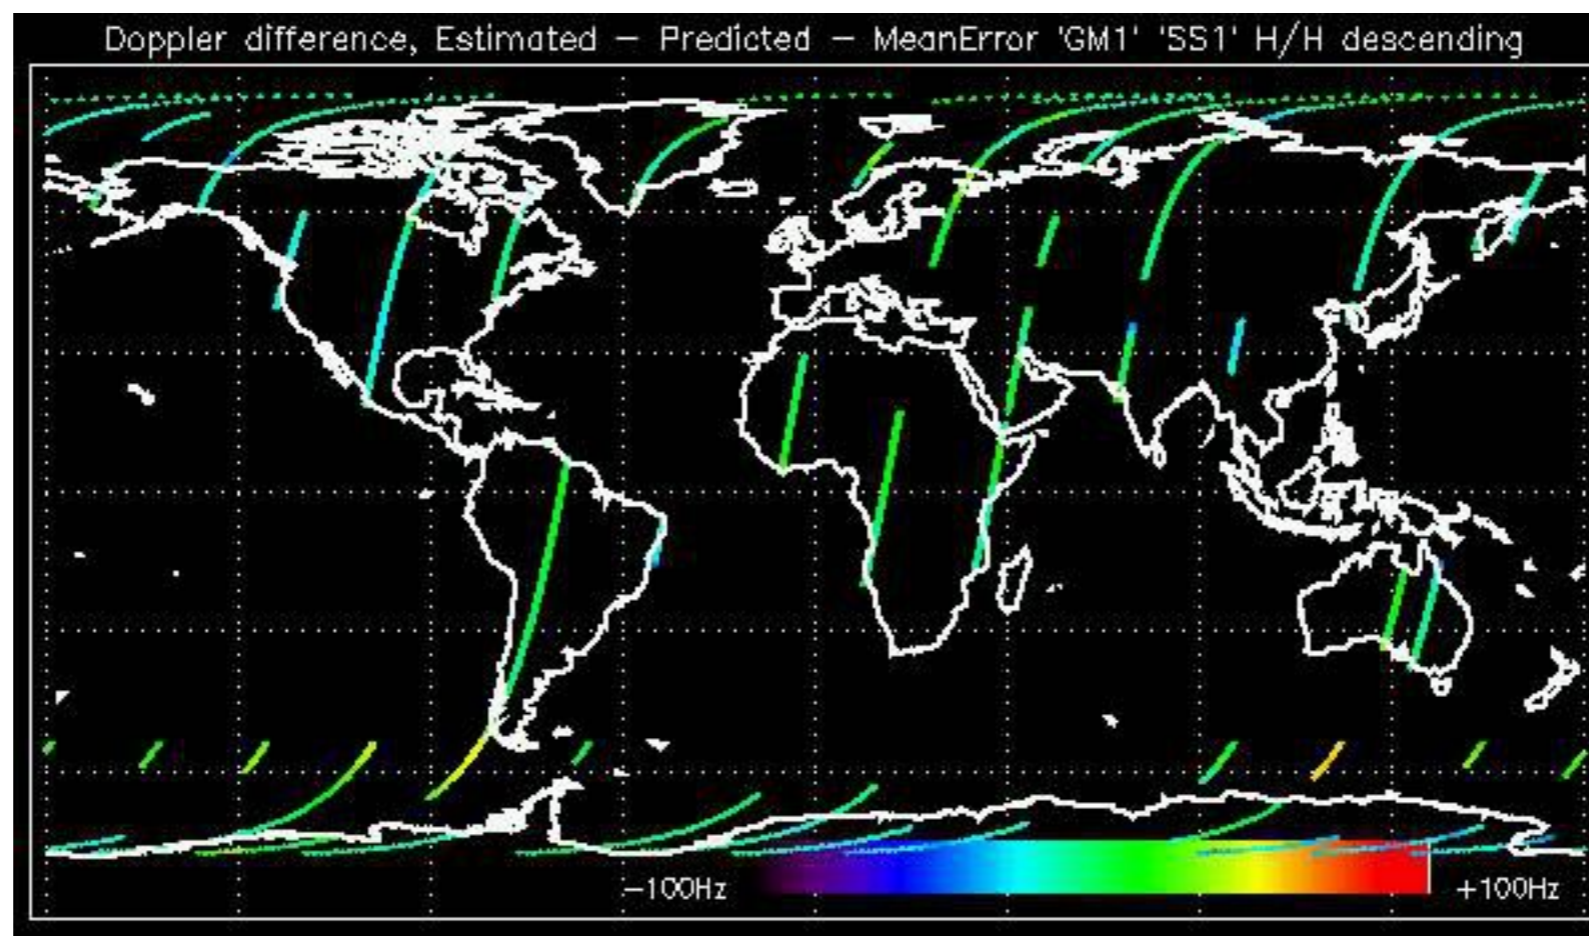 Doppler difference, Estimated – Predicted – MeanError 'GM1' 'SS1' H/H descending
–100Hz +100Hz